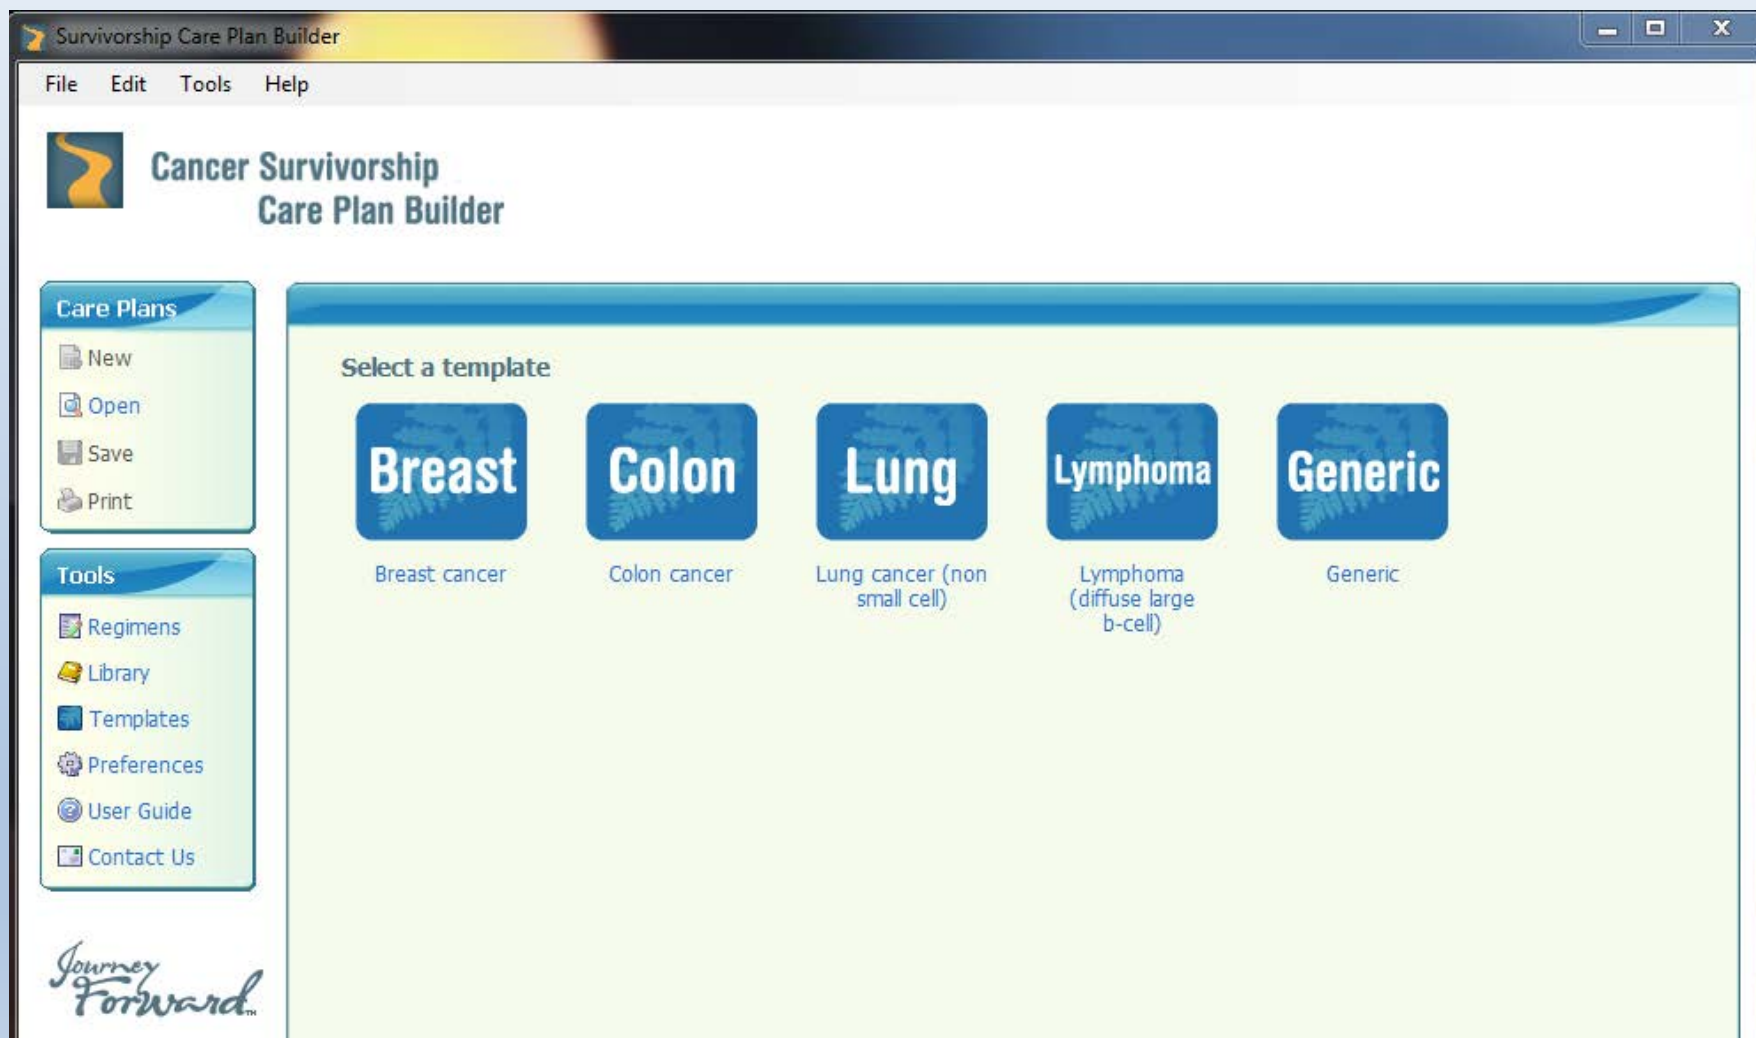 Survivorship Care Plan Builder
File Edit Tools Help
Cancer Survivorship
Care Plan Builder
Care Plans
New
Open
Save
Print
Tools
Regimens
Library
Templates
Preferences
User Guide
Contact Us
Journey
Forward™
Select a template
Breast
Colon
Lung
Lymphoma
Generic
Breast cancer
Colon cancer
Lung cancer (non
small cell)
Lymphoma
(diffuse large
b-cell)
Generic